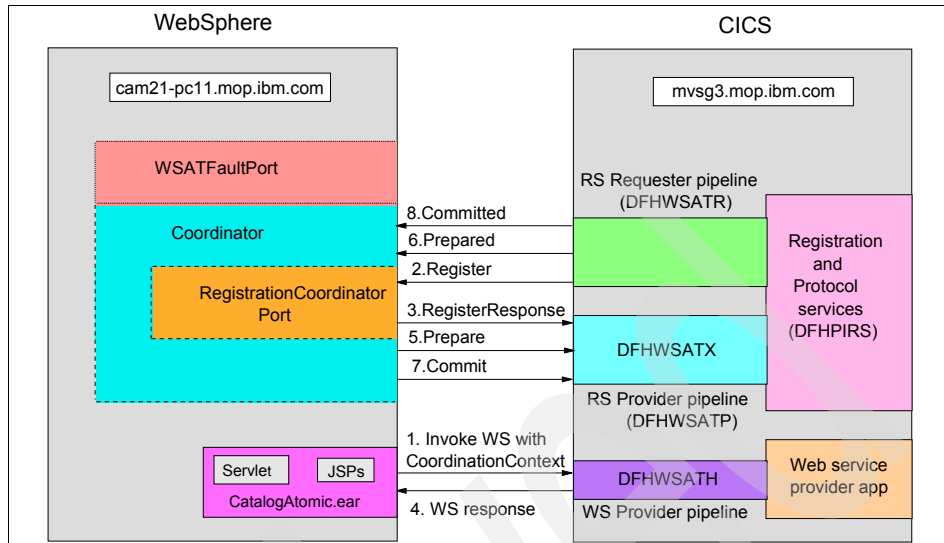 WebSphere
CICS
cam21-pc11.mop.ibm.com
mvsg3.mop.ibm.com
WSATFaultPort
RS Requester pipeline
(DFHWSATR)
Coordinator
8.Committed
6.Prepared
2.Register
Registration
and
Protocol
services
(DFHPIRS)
RegistrationCoordinator
Port
3.RegisterResponse
5.Prepare
7.Commit
DFHWSATX
RS Provider pipeline
(DFHWSATP)
1. Invoke WS with
CoordinationContext
Servlet
JSPs
CatalogAtomic.ear
DFHWSATH
Web service
provider app
4. WS response
WS Provider pipeline